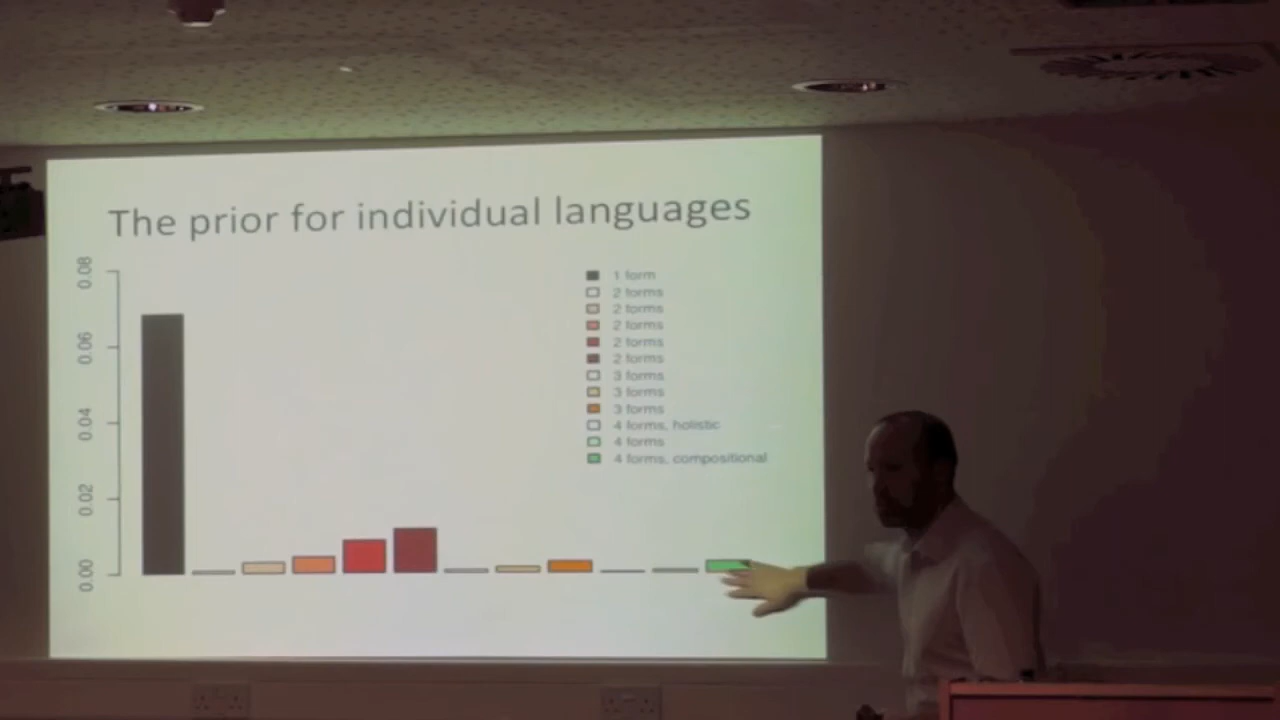 The prior for individual languages
0.08
0.06
0.04
0.02
0.00
1 form
2 forms
2 forms
2 forms
2 forms
2 forms
3 forms
3 forms
3 forms
4 forms, holistic
4 forms
4 forms, compositional